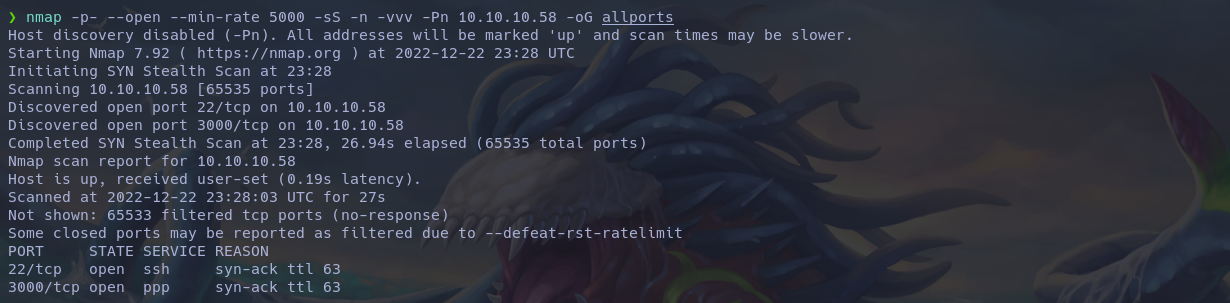 ❯ nmap -p- --open --min-rate 5000 -sS -n -vvv -Pn 10.10.10.58 -oG allports
Host discovery disabled (-Pn). All addresses will be marked 'up' and scan times may be slower.
Starting Nmap 7.92 ( https://nmap.org ) at 2022-12-22 23:28 UTC
Initiating SYN Stealth Scan at 23:28
Scanning 10.10.10.58 [65535 ports]
Discovered open port 22/tcp on 10.10.10.58
Discovered open port 3000/tcp on 10.10.10.58
Completed SYN Stealth Scan at 23:28, 26.94s elapsed (65535 total ports)
Nmap scan report for 10.10.10.58
Host is up, received user-set (0.19s latency).
Scanned at 2022-12-22 23:28:03 UTC for 27s
Not shown: 65533 filtered tcp ports (no-response)
Some closed ports may be reported as filtered due to --defeat-rst-ratelimit
PORT     STATE SERVICE REASON
22/tcp   open  ssh     syn-ack ttl 63
3000/tcp open  ppp     syn-ack ttl 63